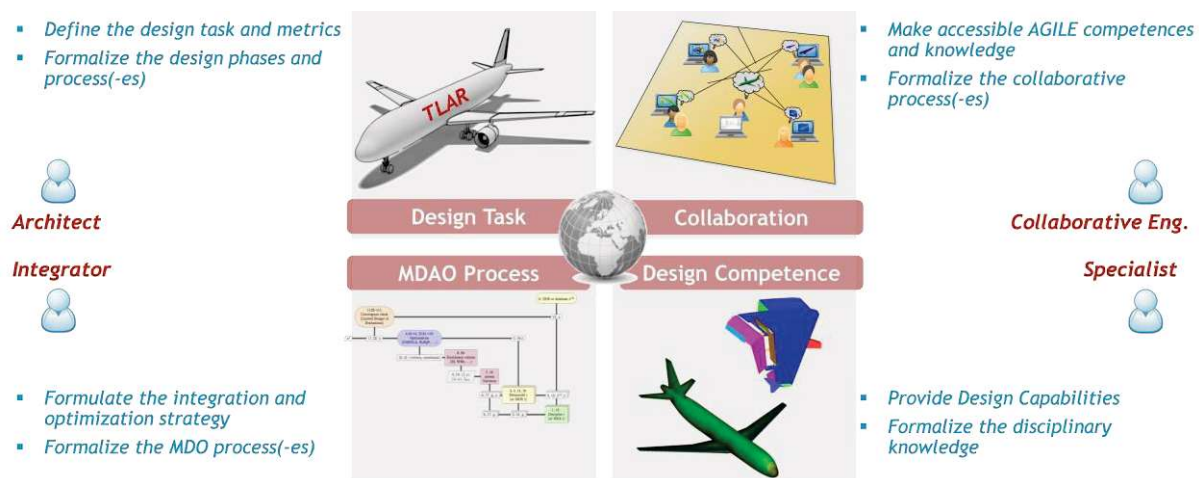 ▪ Define the design task and metrics
▪ Formalize the design phases and
process(-es)
Architect
TLAR
Design Task
Collaboration
▪ Make accessible AGILE competences
and knowledge
▪ Formalize the collaborative
process(-es)
Collaborative Eng.
Integrator
MDAO Process
Design Competence
Specialist
▪ Formulate the integration and
optimization strategy
▪ Formalize the MDO process(-es)
▪ Provide Design Capabilities
▪ Formalize the disciplinary
knowledge